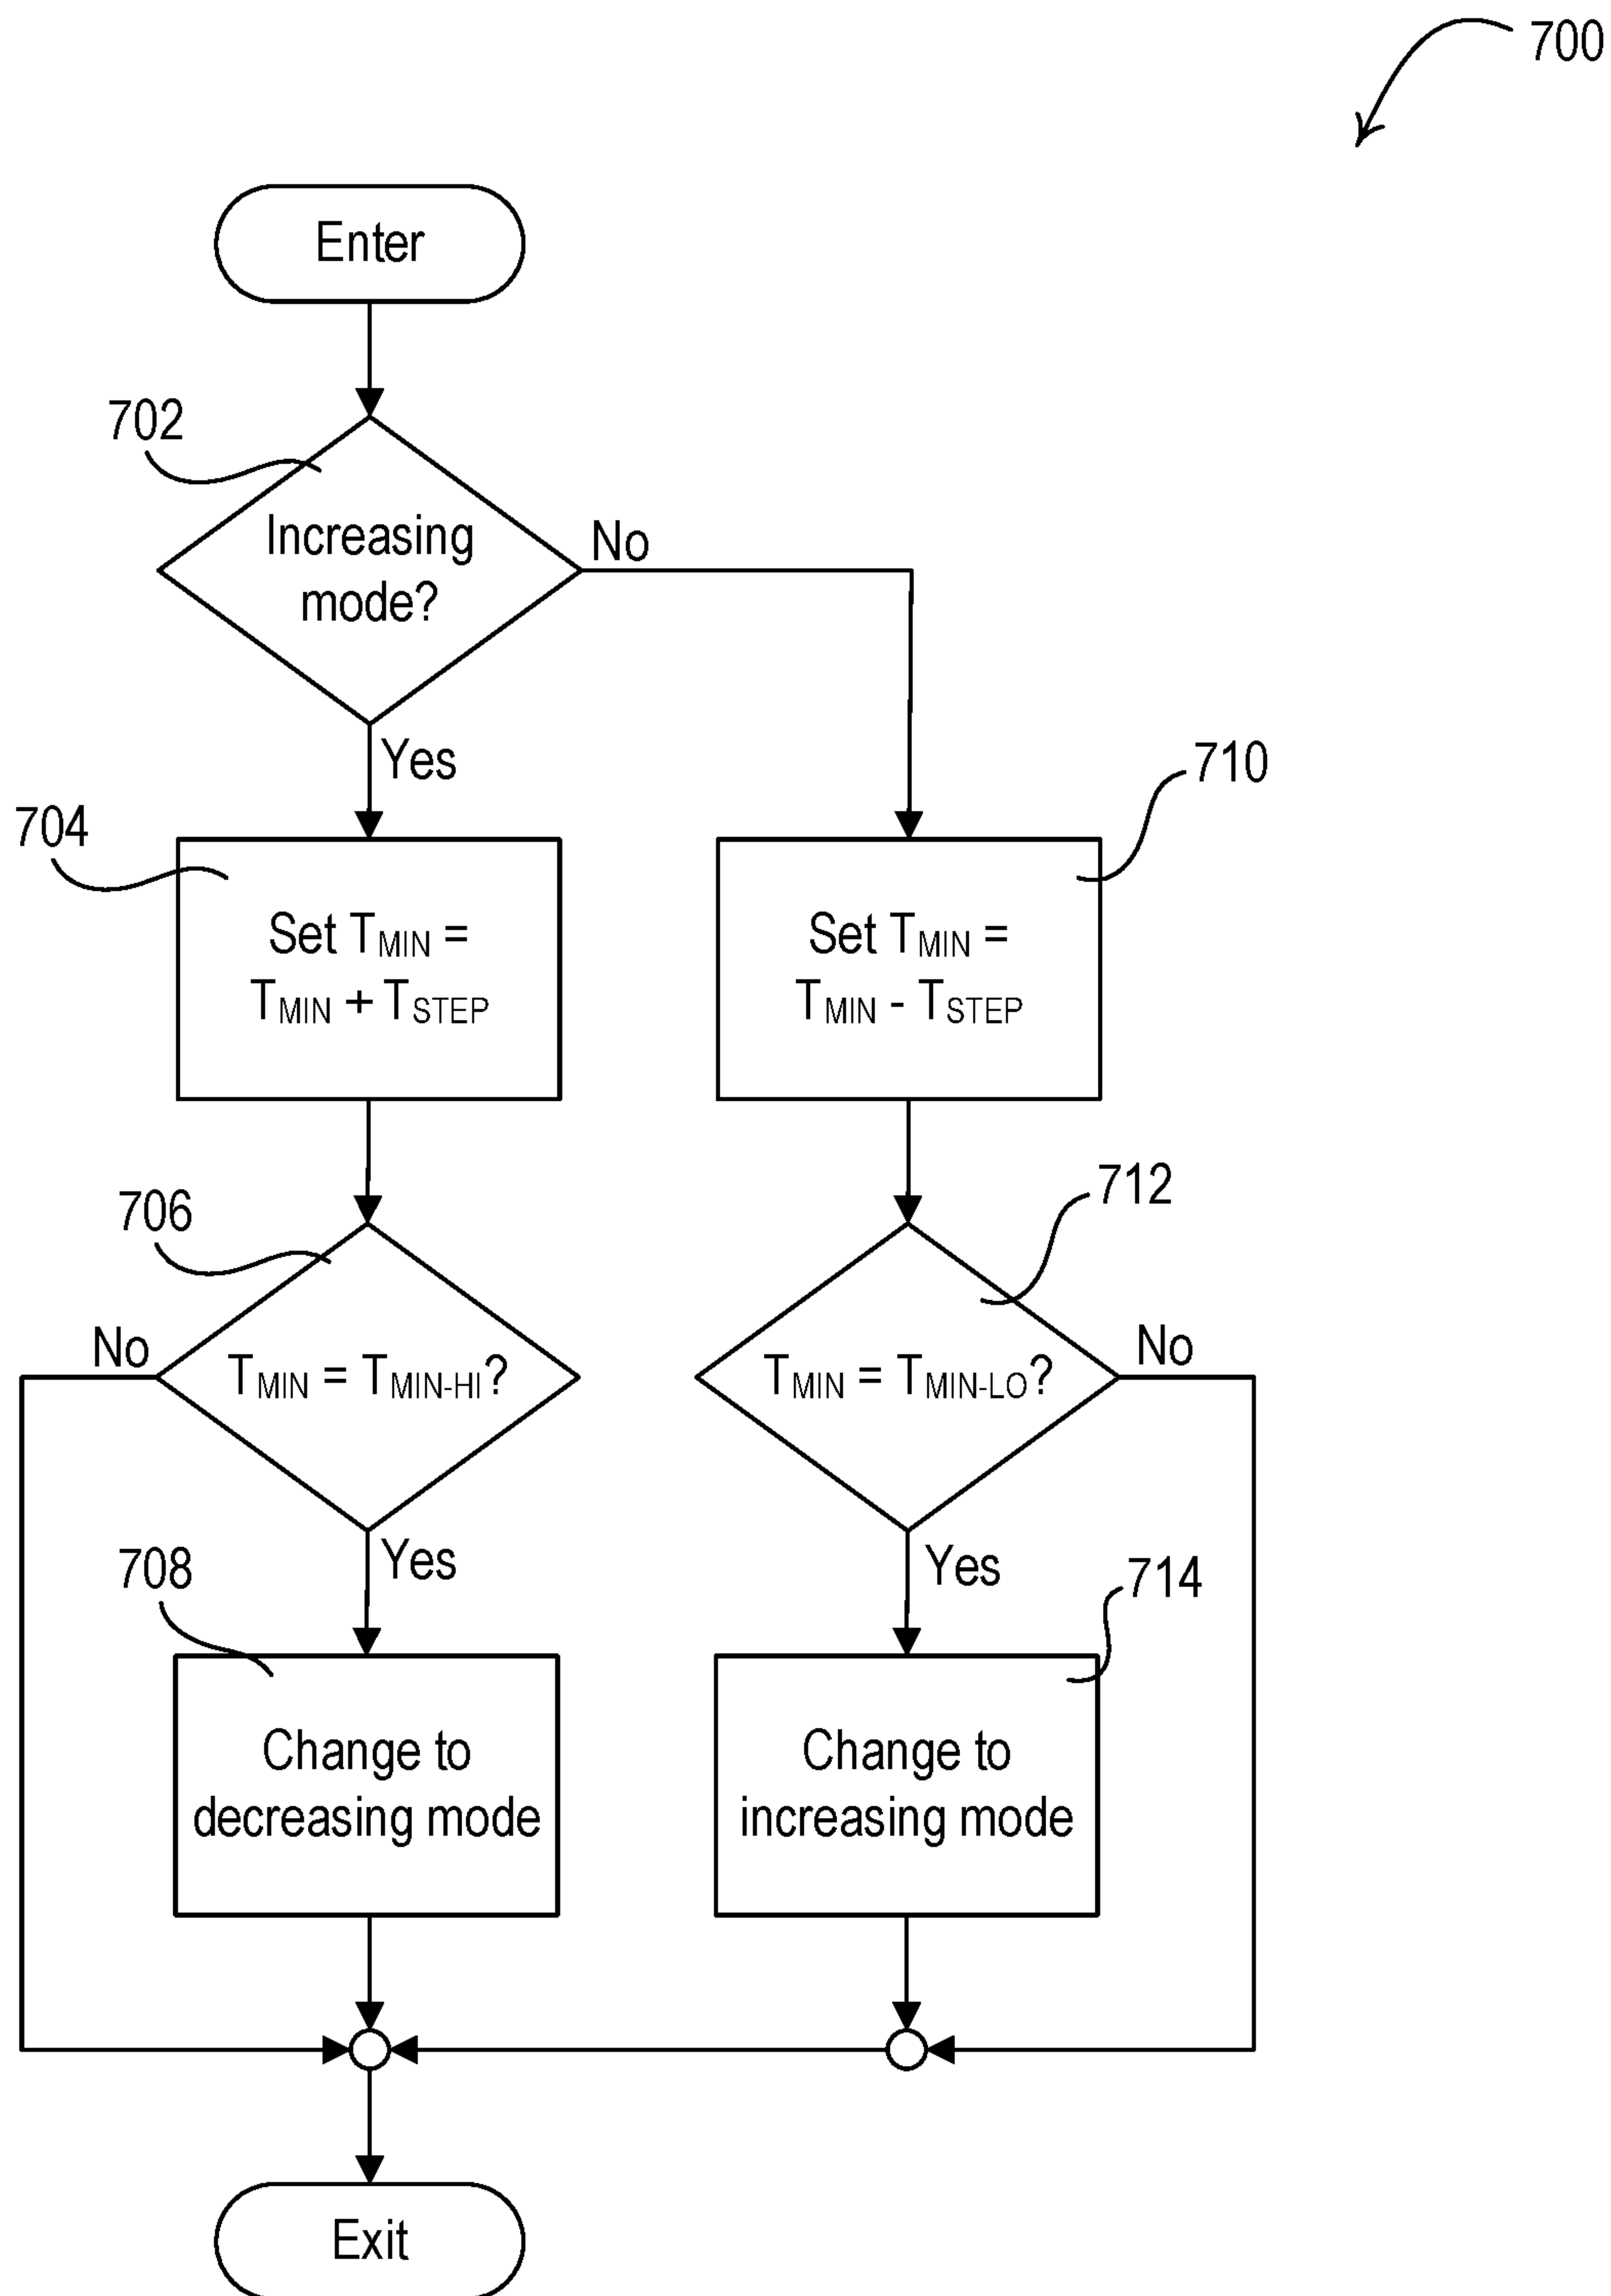 700
Enter
702
Increasing
mode?
No
Yes
704
Set TMIN =
TMIN + TSTEP
710
Set TMIN =
TMIN - TSTEP
706
No
TMIN = TMIN-HI?
Yes
712
TMIN = TMIN-LO?
No
Yes
708
Change to
decreasing mode
714
Change to
increasing mode
Exit